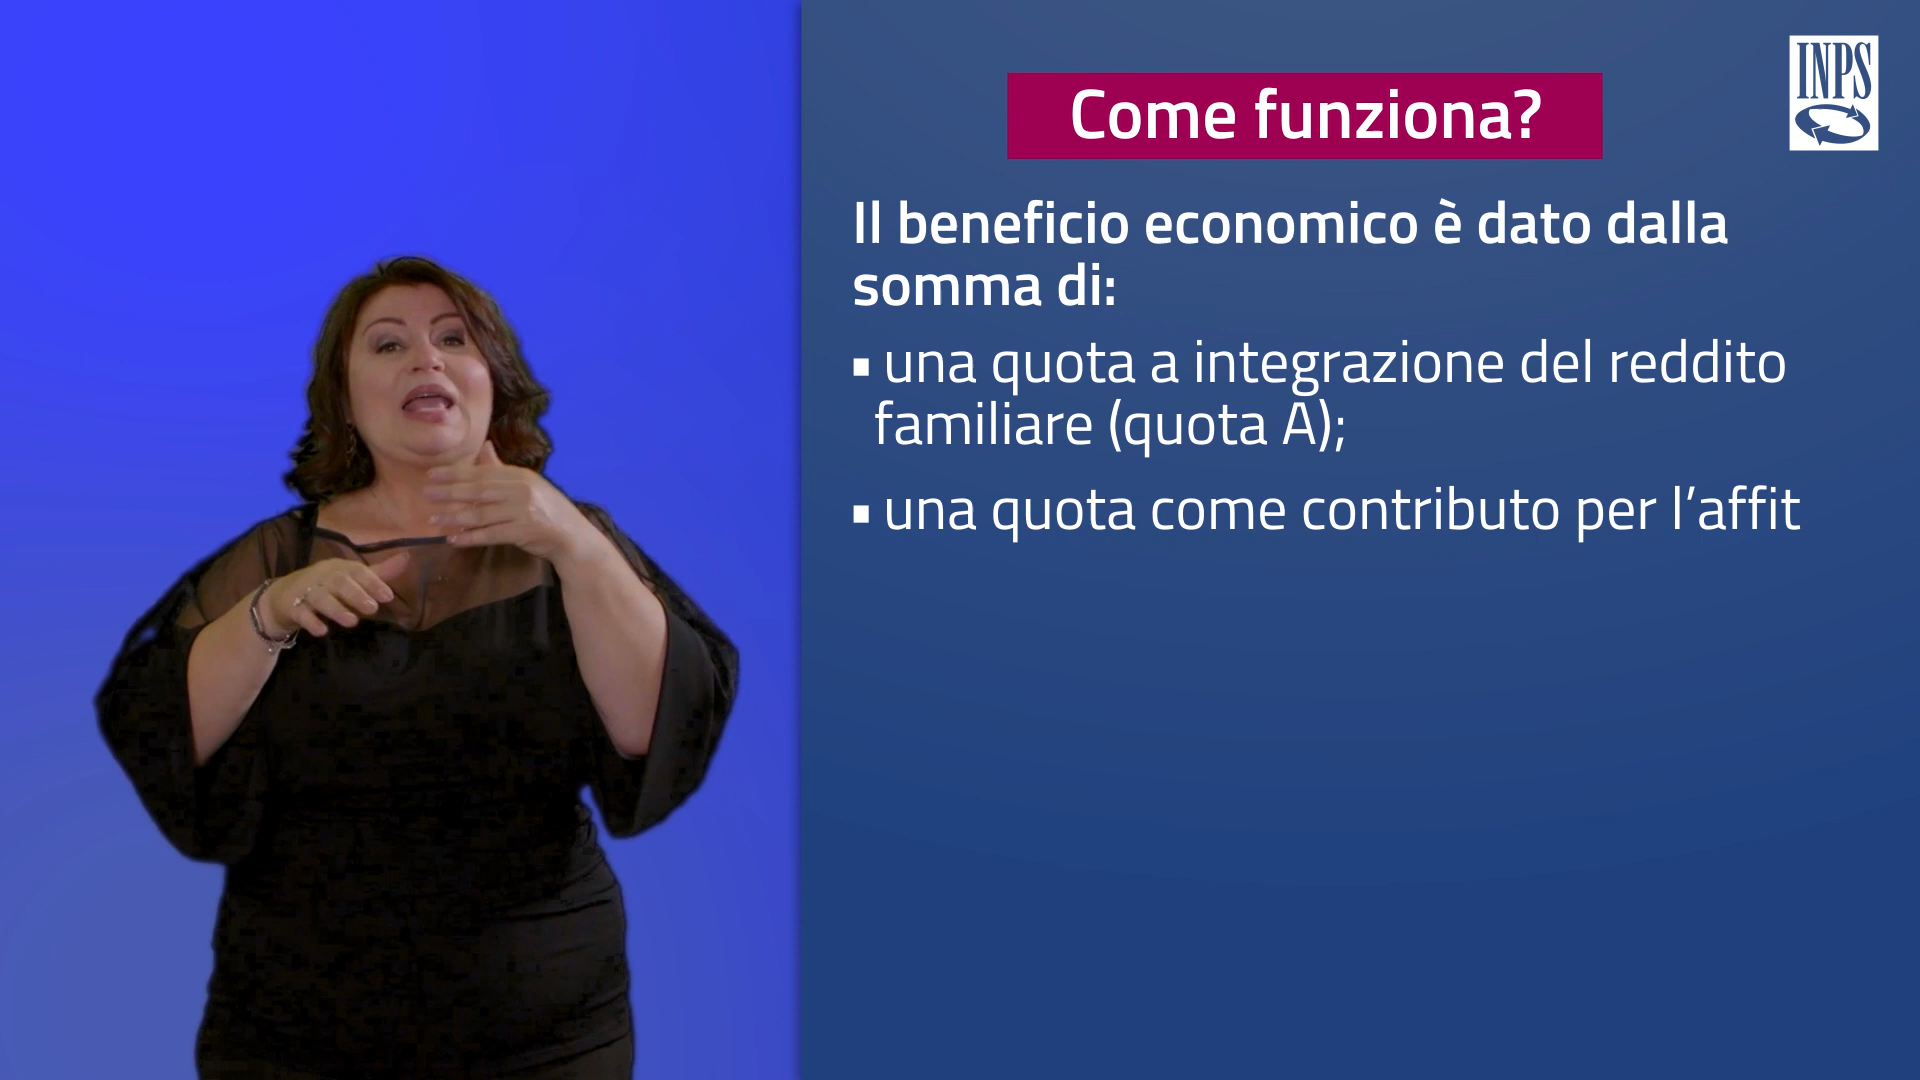 INPS
Come funziona?
Il beneficio economico è dato dalla
somma di:
▪ una quota a integrazione del reddito
familiare (quota A);
▪ una quota come contributo per l’affit